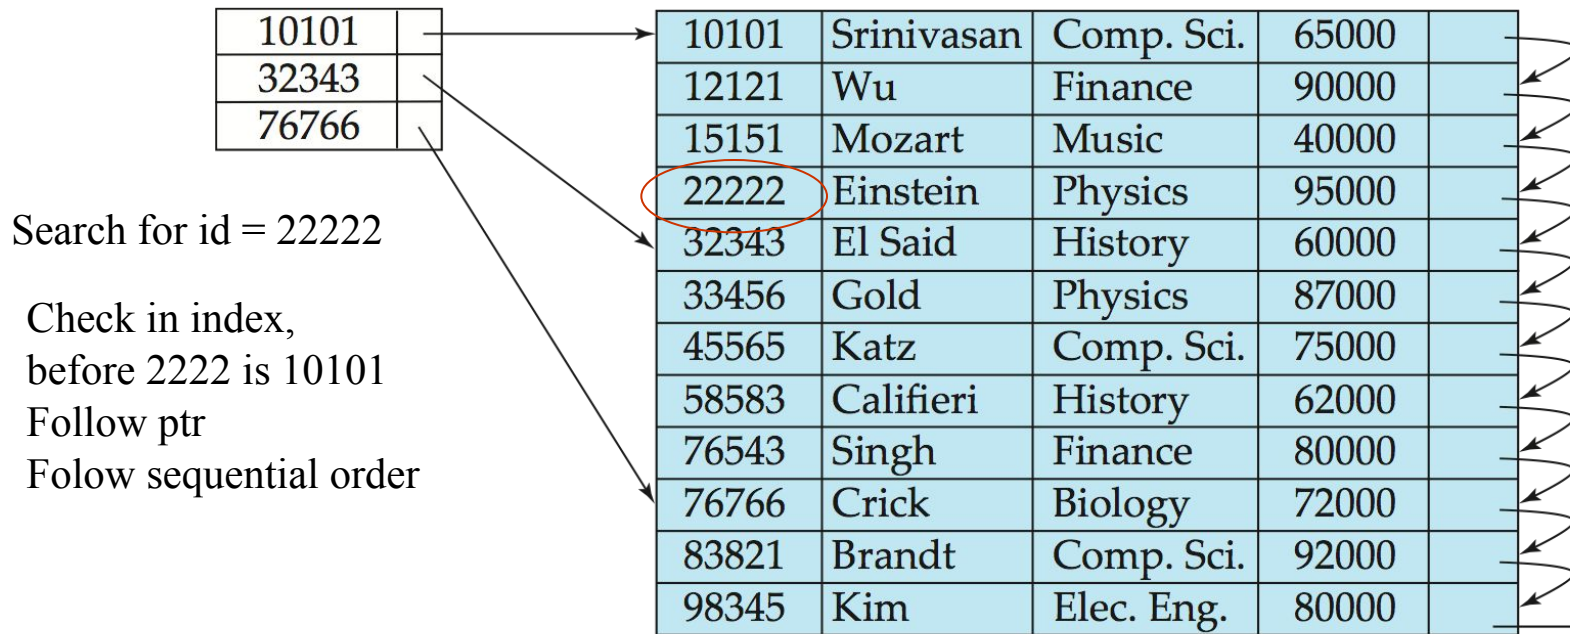 10101
32343
76766
Search for id = 22222
Check in index,
before 2222 is 10101
Follow ptr
Folow sequential order
10101 Srinivasan Comp. Sci. 65000
12121 Wu Finance 90000
15151 Mozart Music 40000
22222 Einstein Physics 95000
32343 El Said History 60000
33456 Gold Physics 87000
45565 Katz Comp. Sci. 75000
58583 Califieri History 62000
76543 Singh Finance 80000
76766 Crick Biology 72000
83821 Brandt Comp. Sci. 92000
98345 Kim Elec. Eng. 80000